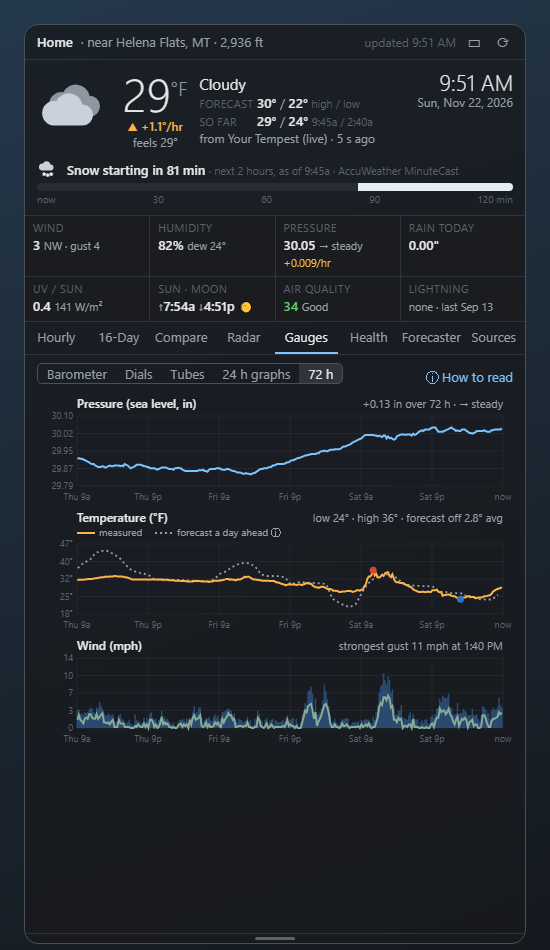 Home · near Helena Flats, MT · 2,936 ft
updated 9:51 AM
29°F
▲ +1.1°/hr
feels 29°
Cloudy
FORECAST 30° / 22° high / low
SO FAR 29° / 24° 9:45a / 2:40a
from Your Tempest (live) · 5 s ago
9:51 AM
Sun, Nov 22, 2026
Snow starting in 81 min · next 2 hours, as of 9:45a · AccuWeather MinuteCast
now 30 60 90 120 min
WIND
3 NW · gust 4
HUMIDITY
82% dew 24°
PRESSURE
30.05 → steady
+0.009/hr
RAIN TODAY
0.00"
UV / SUN
0.4 141 W/m²
SUN · MOON
↑7:54a ↓4:51p
AIR QUALITY
34 Good
LIGHTNING
none · last Sep 13
Hourly 16-Day Compare Radar Gauges Health Forecaster Sources
Barometer Dials Tubes 24 h graphs 72 h
ⓘ How to read
Pressure (sea level, in)
+0.13 in over 72 h · → steady
30.10
30.02
29.95
29.87
29.79
Thu 9a Thu 9p Fri 9a Fri 9p Sat 9a Sat 9p now
Temperature (°F)
low 24° · high 36° · forecast off 2.8° avg
measured forecast a day ahead ⓘ
47°
40°
32°
25°
18°
Thu 9a Thu 9p Fri 9a Fri 9p Sat 9a Sat 9p now
Wind (mph)
strongest gust 11 mph at 1:40 PM
14
10
7
3
0
Thu 9a Thu 9p Fri 9a Fri 9p Sat 9a Sat 9p now